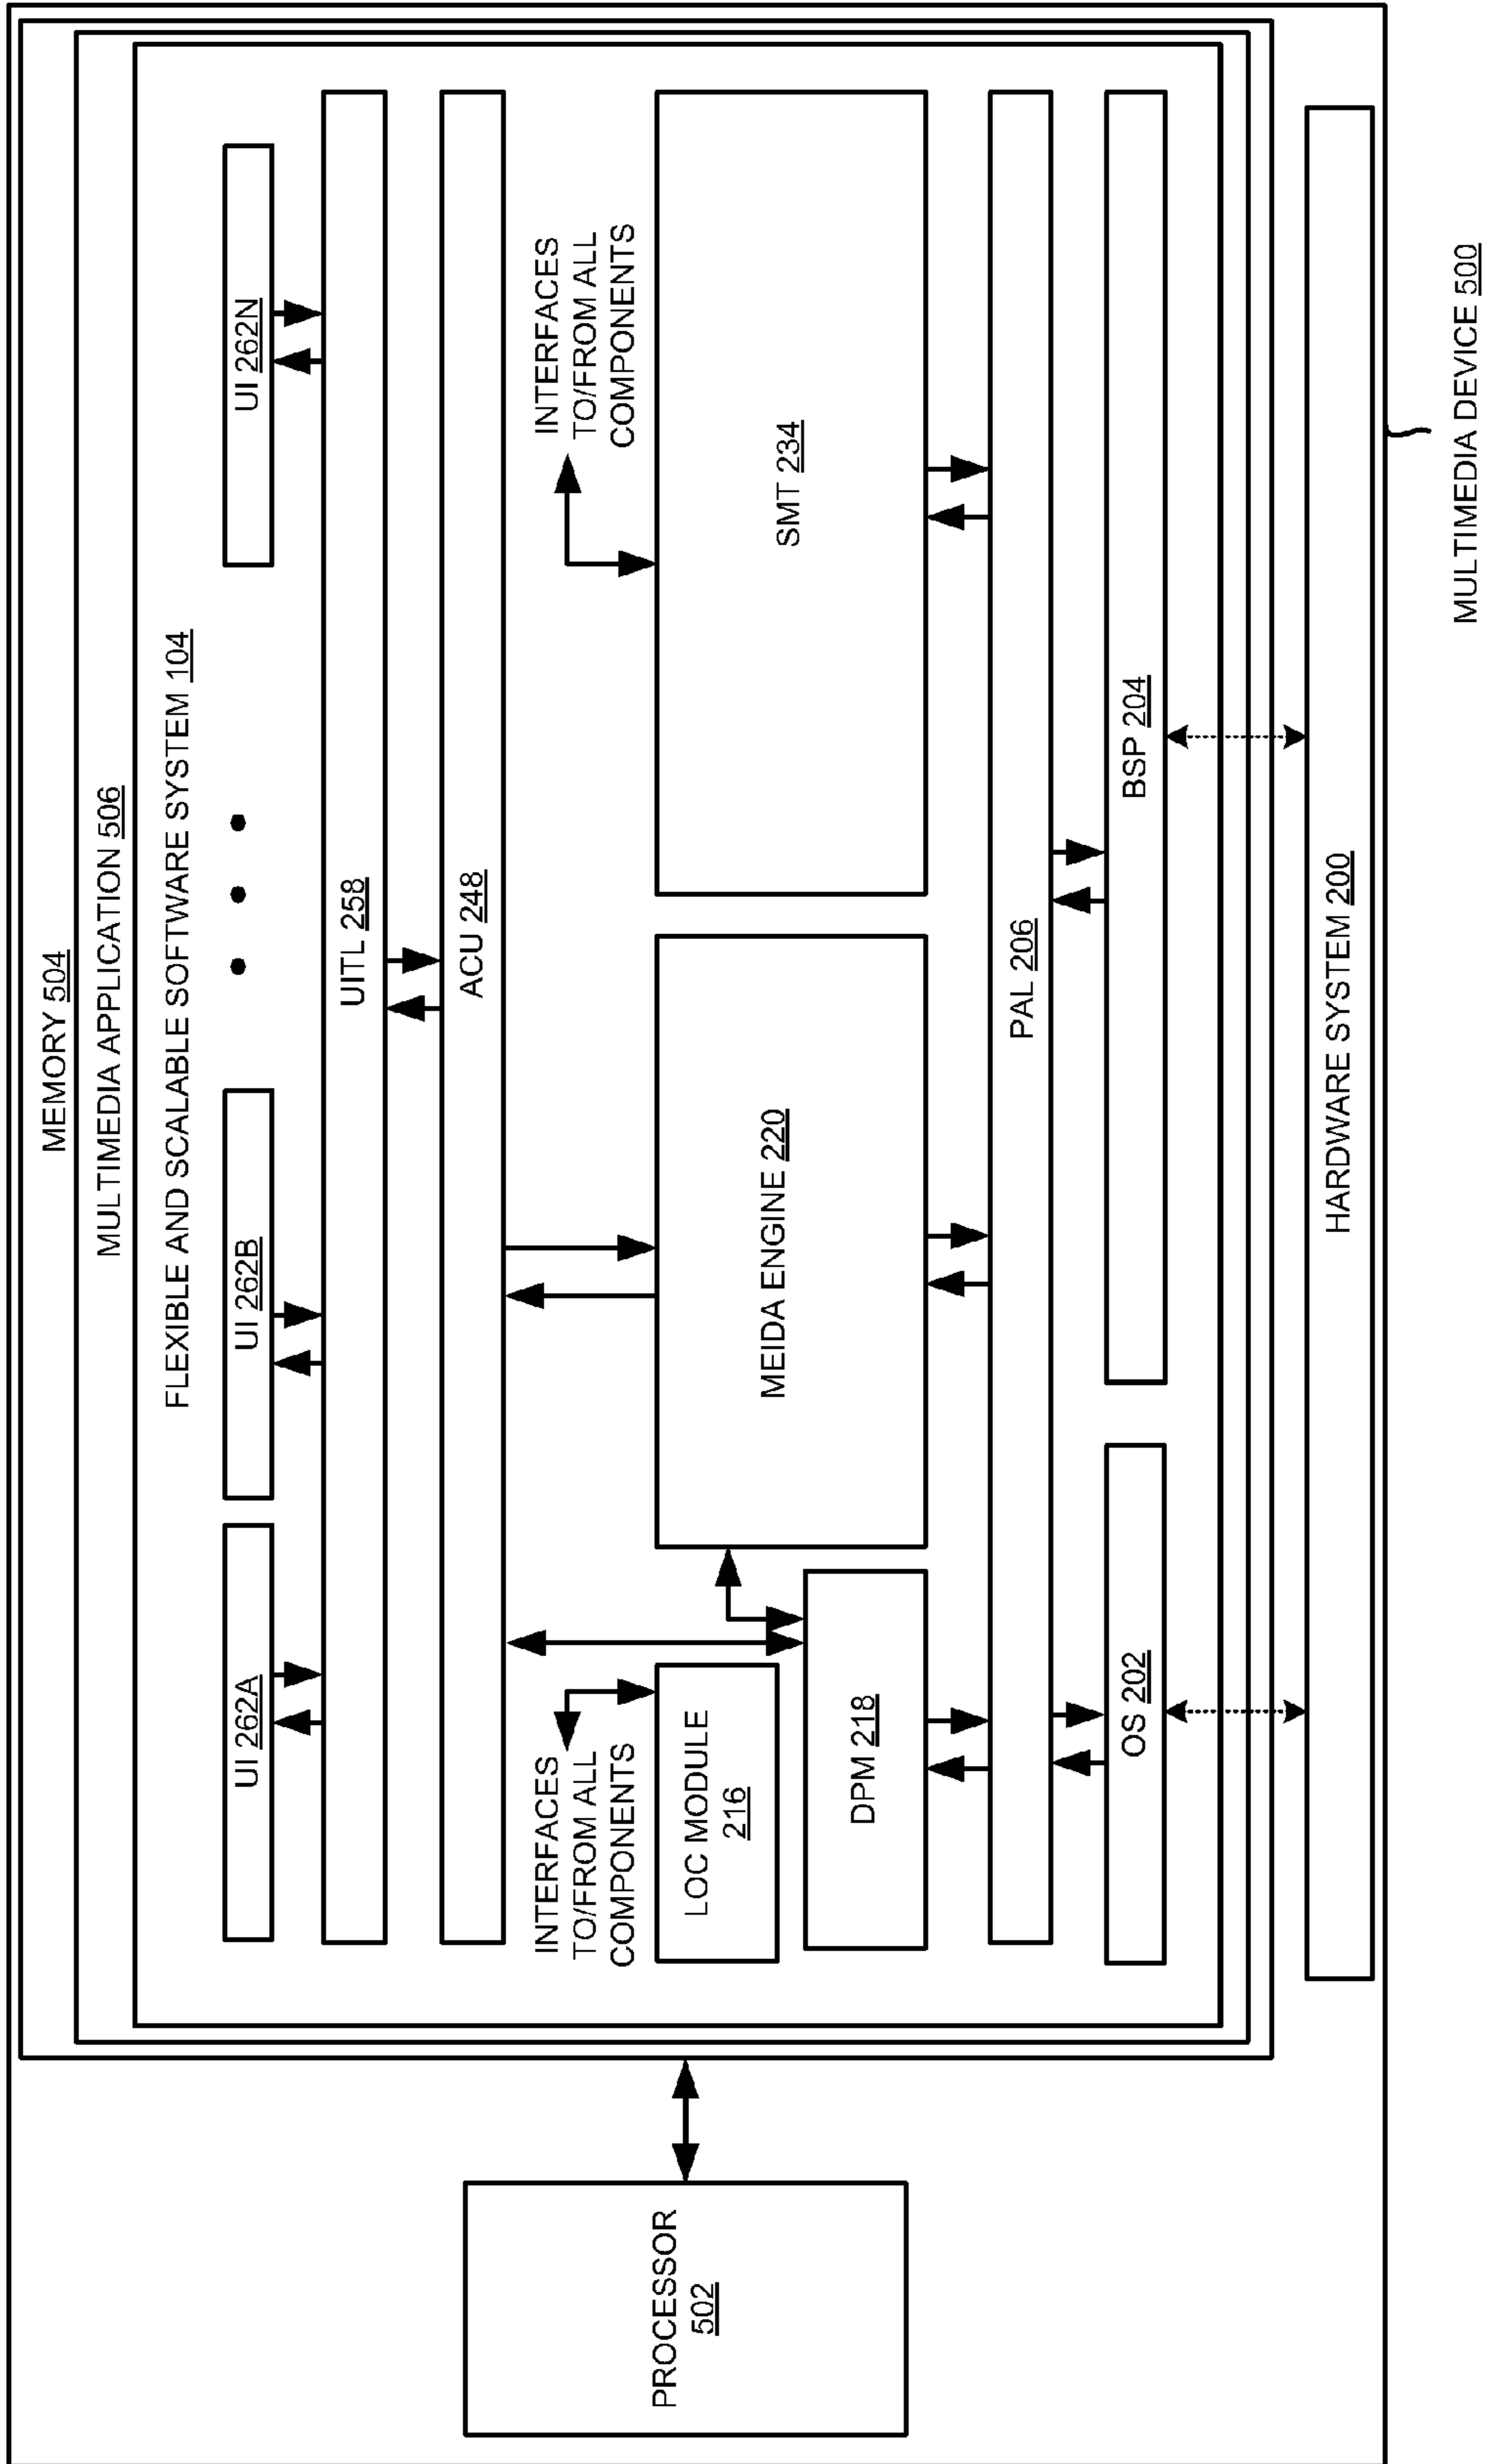 MEMORY 504
MULTIMEDIA APPLICATION 506
FLEXIBLE AND SCALABLE SOFTWARE SYSTEM 104
UI 262A
UI 262B
UI 262N
UITL 258
ACU 248
INTERFACES
TO/FROM ALL
COMPONENTS
INTERFACES
TO/FROM ALL
COMPONENTS
PROCESSOR
502
LOC MODULE
216
DPM 218
MEIDA ENGINE 220
SMT 234
PAL 206
OS 202
BSP 204
HARDWARE SYSTEM 200
MULTIMEDIA DEVICE 500